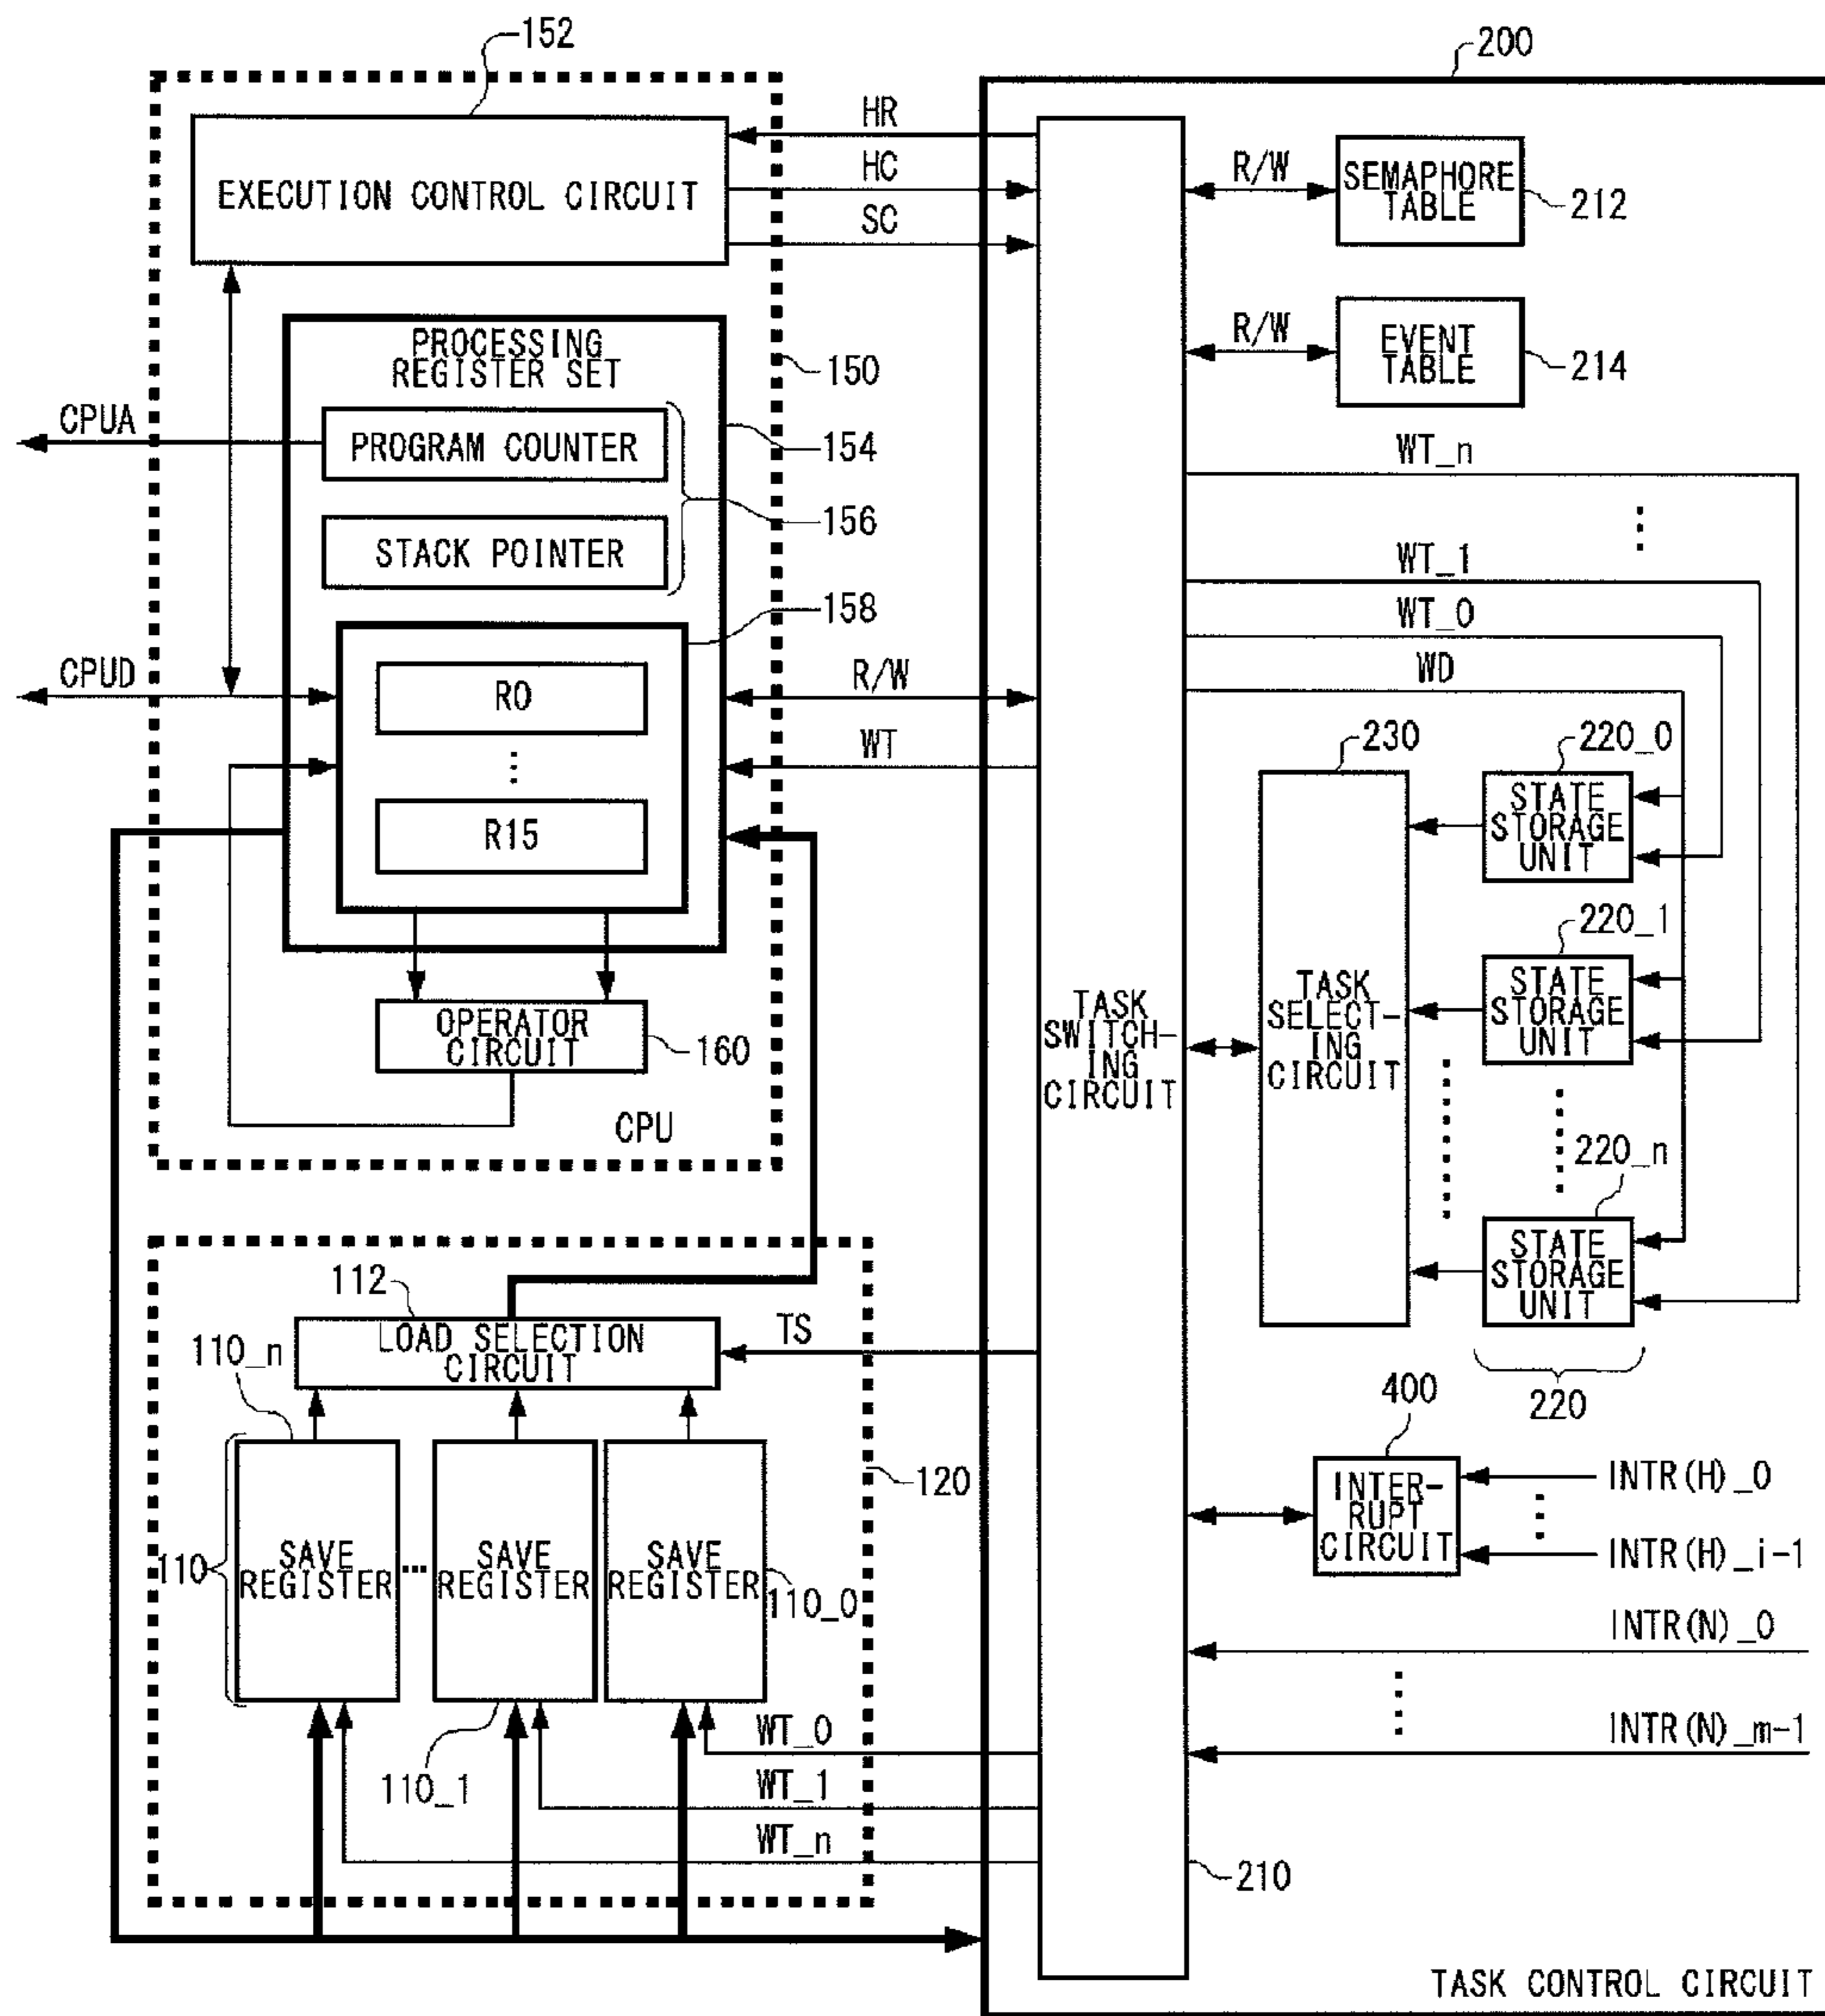 152
200
EXECUTION CONTROL CIRCUIT
HR
HC
SC
R/W
SEMAPHORE
TABLE
212
R/W
EVENT
TABLE
214
PROCESSING
REGISTER SET
150
CPUA
PROGRAM COUNTER
154
156
STACK POINTER
158
WT_n
WT_1
WT_0
WD
CPUD
R0
R/W
WT
R15
230
220_0
STATE
STORAGE
UNIT
220_1
STATE
STORAGE
UNIT
OPERATOR
CIRCUIT
160
CPU
TASK
SWITCH-
ING
CIRCUIT
TASK
SELECT-
ING
CIRCUIT
220_n
STATE
STORAGE
UNIT
220
112
LOAD SELECTION
CIRCUIT
TS
110_n
400
120
110
SAVE
REGISTER
...
SAVE
REGISTER
SAVE
REGISTER
110_0
INTER-
RUPT
CIRCUIT
INTR(H)_0
INTR(H)_i-1
INTR(N)_0
INTR(N)_m-1
110_1
WT_0
WT_1
WT_n
210
TASK CONTROL CIRCUIT